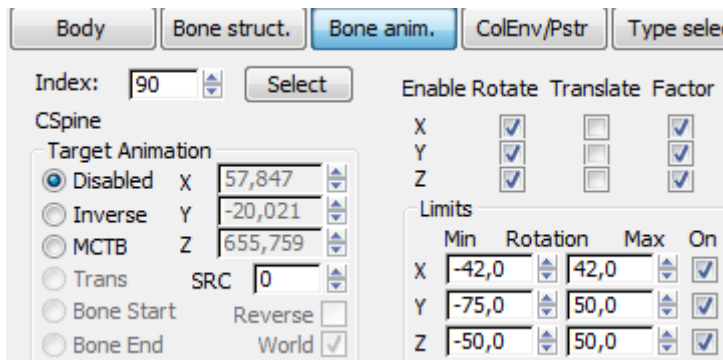 Body Bone struct. Bone anim. ColEnv/Pstr Type selec
Index: 90 Select
CSpine
Target Animation
Disabled X 57,847
Inverse Y -20,021
MCTB Z 655,759
Trans SRC 0
Bone Start Reverse
Bone End World
Enable Rotate Translate Factor
X
Y
Z
Limits
Min Rotation Max On
X -42,0 42,0
Y -75,0 50,0
Z -50,0 50,0